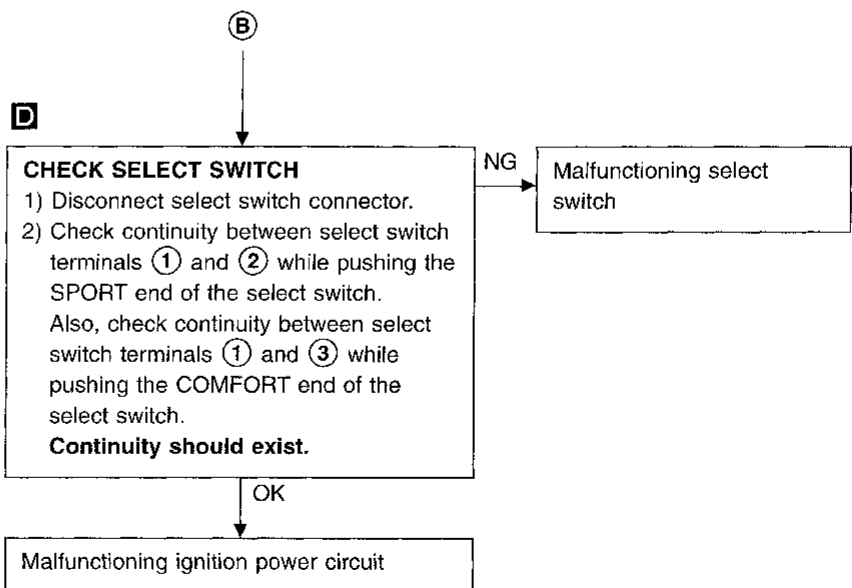 B
D
CHECK SELECT SWITCH
1) Disconnect select switch connector.
2) Check continuity between select switch
terminals ① and ② while pushing the
SPORT end of the select switch.
Also, check continuity between select
switch terminals ① and ③ while
pushing the COMFORT end of the
select switch.
Continuity should exist.
NG
Malfunctioning select
switch
OK
Malfunctioning ignition power circuit